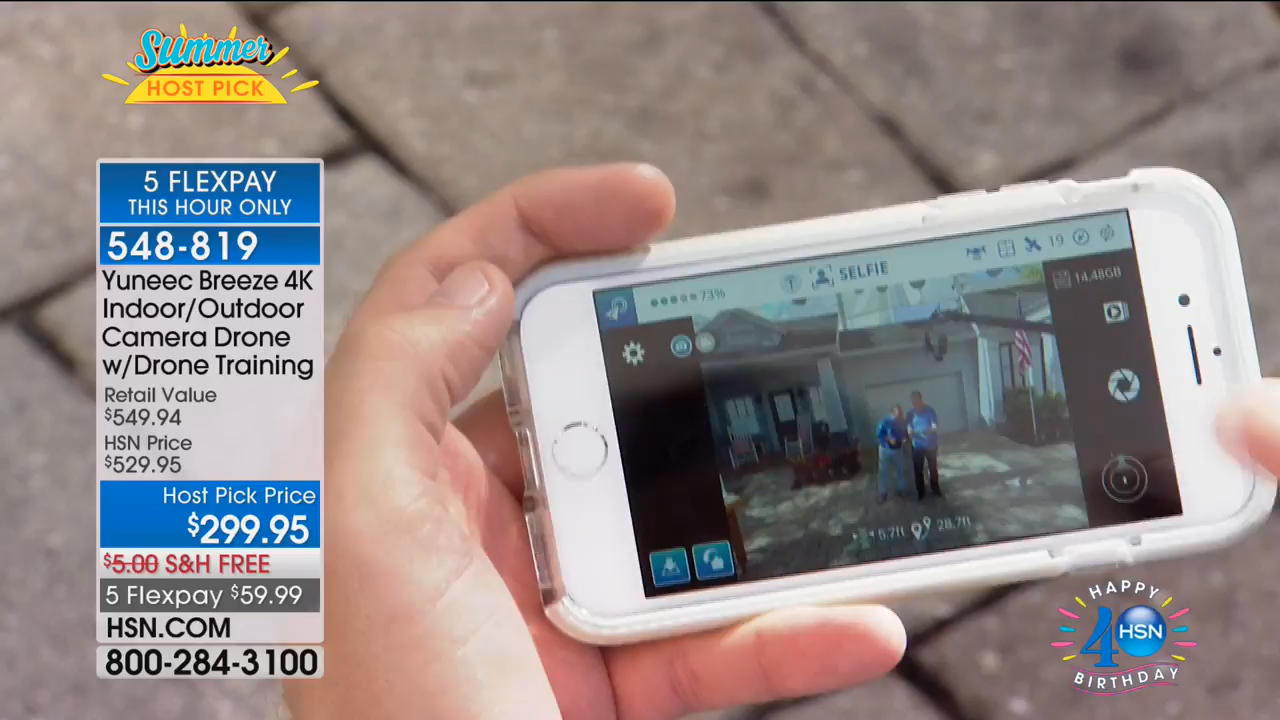 Summer
HOST PICK
5 FLEXPAY
THIS HOUR ONLY
548-819
Yuneec Breeze 4K
Indoor/Outdoor
Camera Drone
w/Drone Training
Retail Value
$549.94
HSN Price
$529.95
Host Pick Price
$299.95
$5.00 S&H FREE
5 Flexpay $59.99
HSN.COM
800-284-3100
73%
SELFIE
19
14.48GB
28.7ft
HAPPY
40
HSN
BIRTHDAY